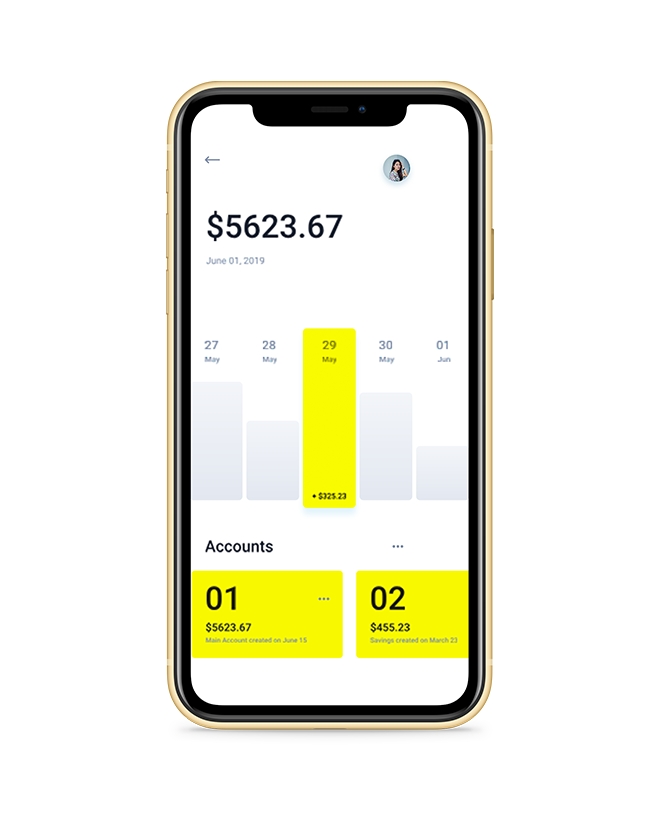 $5623.67
June 01, 2019
27 28 29 30 01
May May May May Jun
+ $325.23
Accounts
01 02
$5623.67 $455.23
Main Account created on June 15 Savings created on March 23